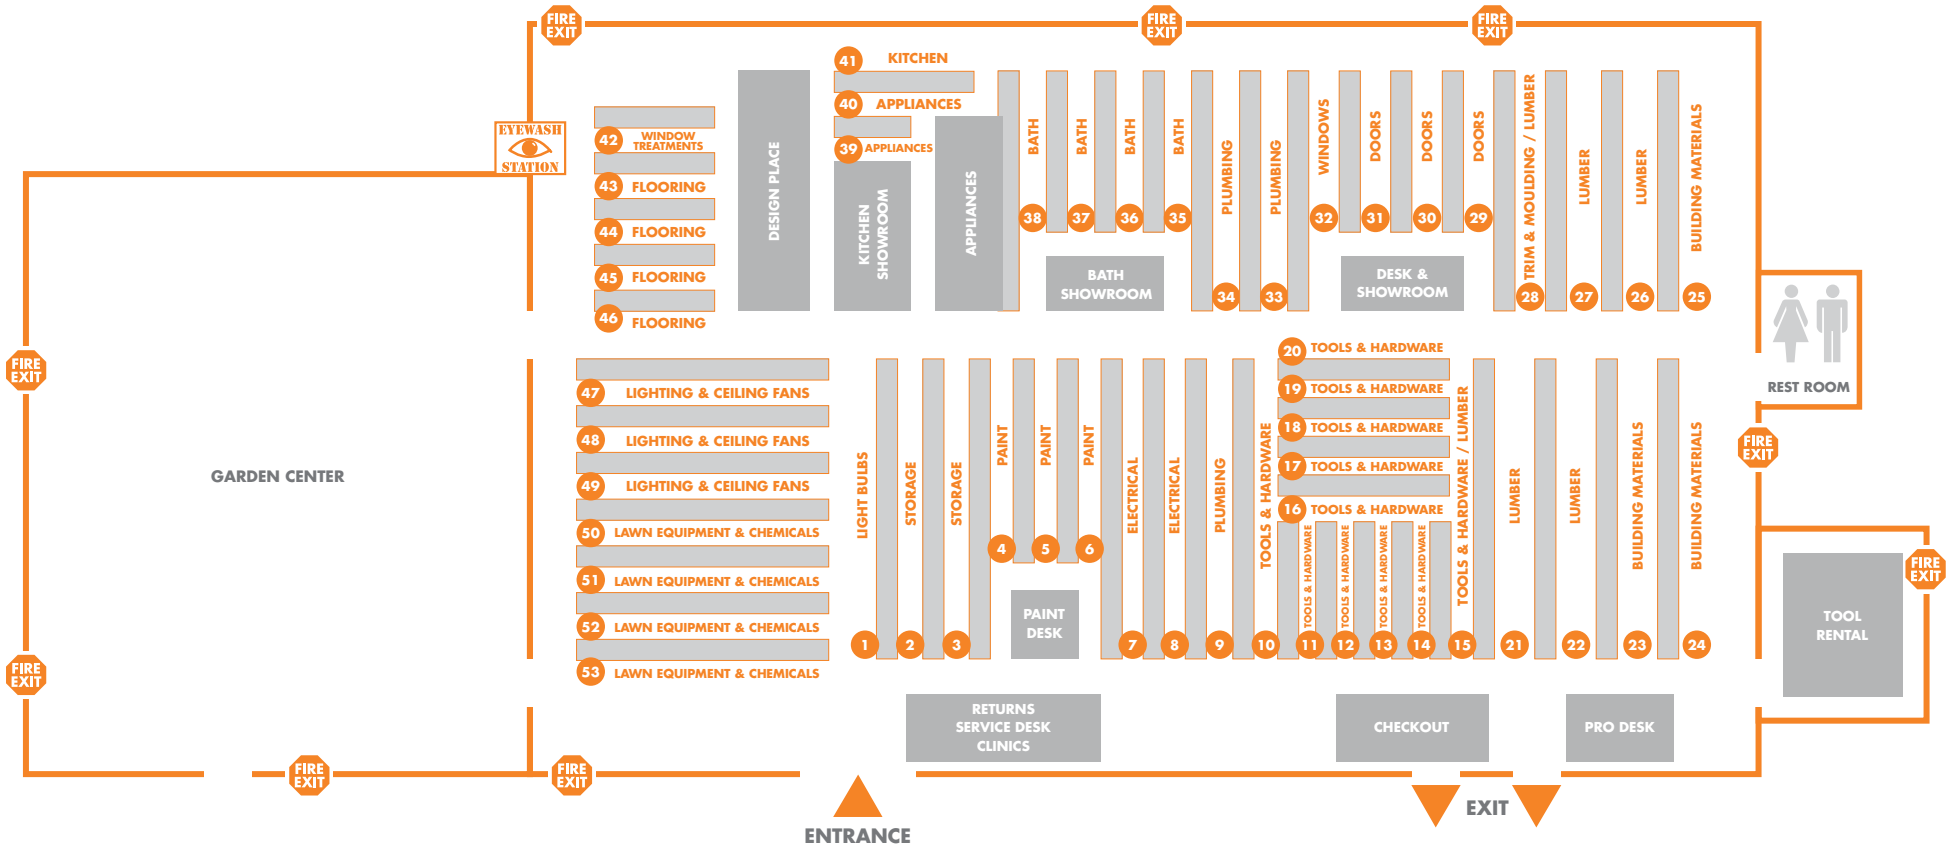 FIRE
EXIT
FIRE
EXIT
FIRE
EXIT
41 KITCHEN
40 APPLIANCES
39 APPLIANCES
EYEWASH
STATION
42 WINDOW
TREATMENTS
43 FLOORING
44 FLOORING
45 FLOORING
46 FLOORING
DESIGN PLACE
KITCHEN
SHOWROOM
APPLIANCES
BATH
38
BATH
37
BATH
36
BATH
35
PLUMBING
34
PLUMBING
33
WINDOWS
32
DOORS
31
DOORS
30
DOORS
29
TRIM & MOULDING / LUMBER
28
LUMBER
27
LUMBER
26
BUILDING MATERIALS
25
BATH
SHOWROOM
DESK &
SHOWROOM
REST ROOM
FIRE
EXIT
GARDEN CENTER
FIRE
EXIT
FIRE
EXIT
FIRE
EXIT
47 LIGHTING & CEILING FANS
48 LIGHTING & CEILING FANS
49 LIGHTING & CEILING FANS
50 LAWN EQUIPMENT & CHEMICALS
51 LAWN EQUIPMENT & CHEMICALS
52 LAWN EQUIPMENT & CHEMICALS
53 LAWN EQUIPMENT & CHEMICALS
LIGHT BULBS
1
STORAGE
2
STORAGE
3
PAINT
4
PAINT
5
PAINT
6
PAINT
DESK
ELECTRICAL
7
ELECTRICAL
8
PLUMBING
9
TOOLS & HARDWARE
10
20 TOOLS & HARDWARE
19 TOOLS & HARDWARE
18 TOOLS & HARDWARE
17 TOOLS & HARDWARE
16 TOOLS & HARDWARE
TOOLS & HARDWARE
11
TOOLS & HARDWARE
12
TOOLS & HARDWARE
13
TOOLS & HARDWARE
14
TOOLS & HARDWARE / LUMBER
15
LUMBER
21
LUMBER
22
BUILDING MATERIALS
23
BUILDING MATERIALS
24
FIRE
EXIT
FIRE
EXIT
TOOL
RENTAL
RETURNS
SERVICE DESK
CLINICS
CHECKOUT
PRO DESK
FIRE
EXIT
ENTRANCE
EXIT